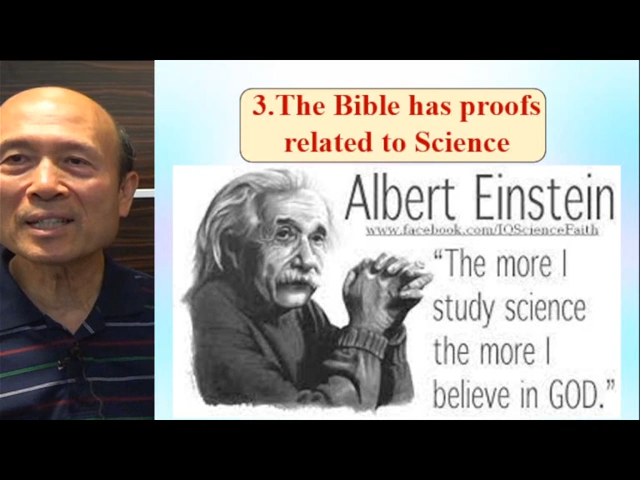 3.The Bible has proofs
related to Science
Albert Einstein
www.facebook.com/IQScienceFaith
“The more I
study science
the more I
believe in GOD.”